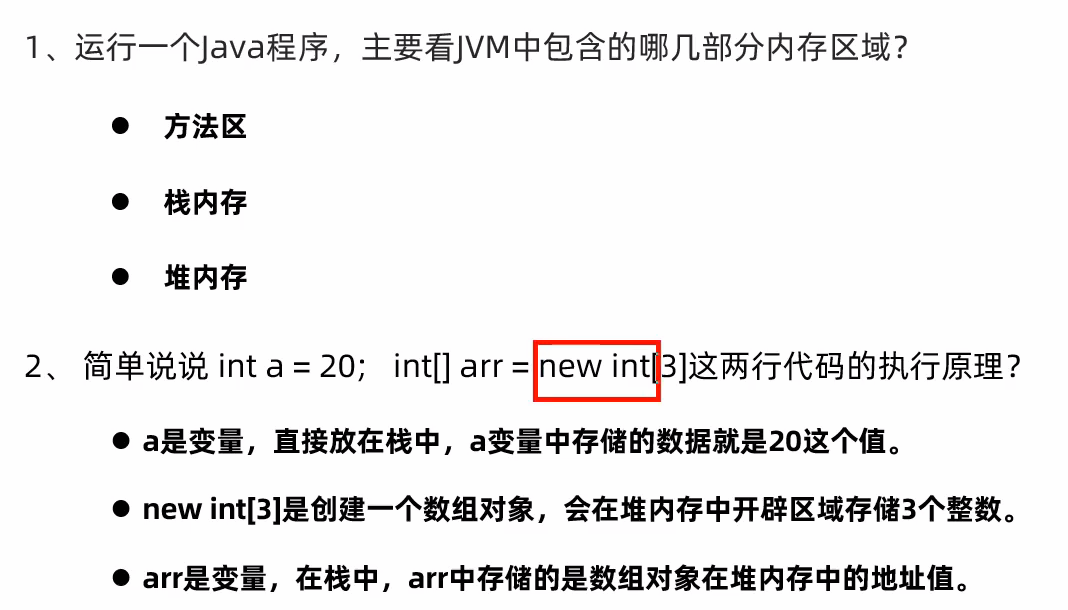 1、运行一个Java程序，主要看JVM中包含的哪几部分内存区域？
● 方法区
● 栈内存
● 堆内存
2、 简单说说 int a = 20； int[] arr = new int[3]这两行代码的执行原理？
● a是变量，直接放在栈中，a变量中存储的数据就是20这个值。
● new int[3]是创建一个数组对象，会在堆内存中开辟区域存储3个整数。
● arr是变量，在栈中，arr中存储的是数组对象在堆内存中的地址值。